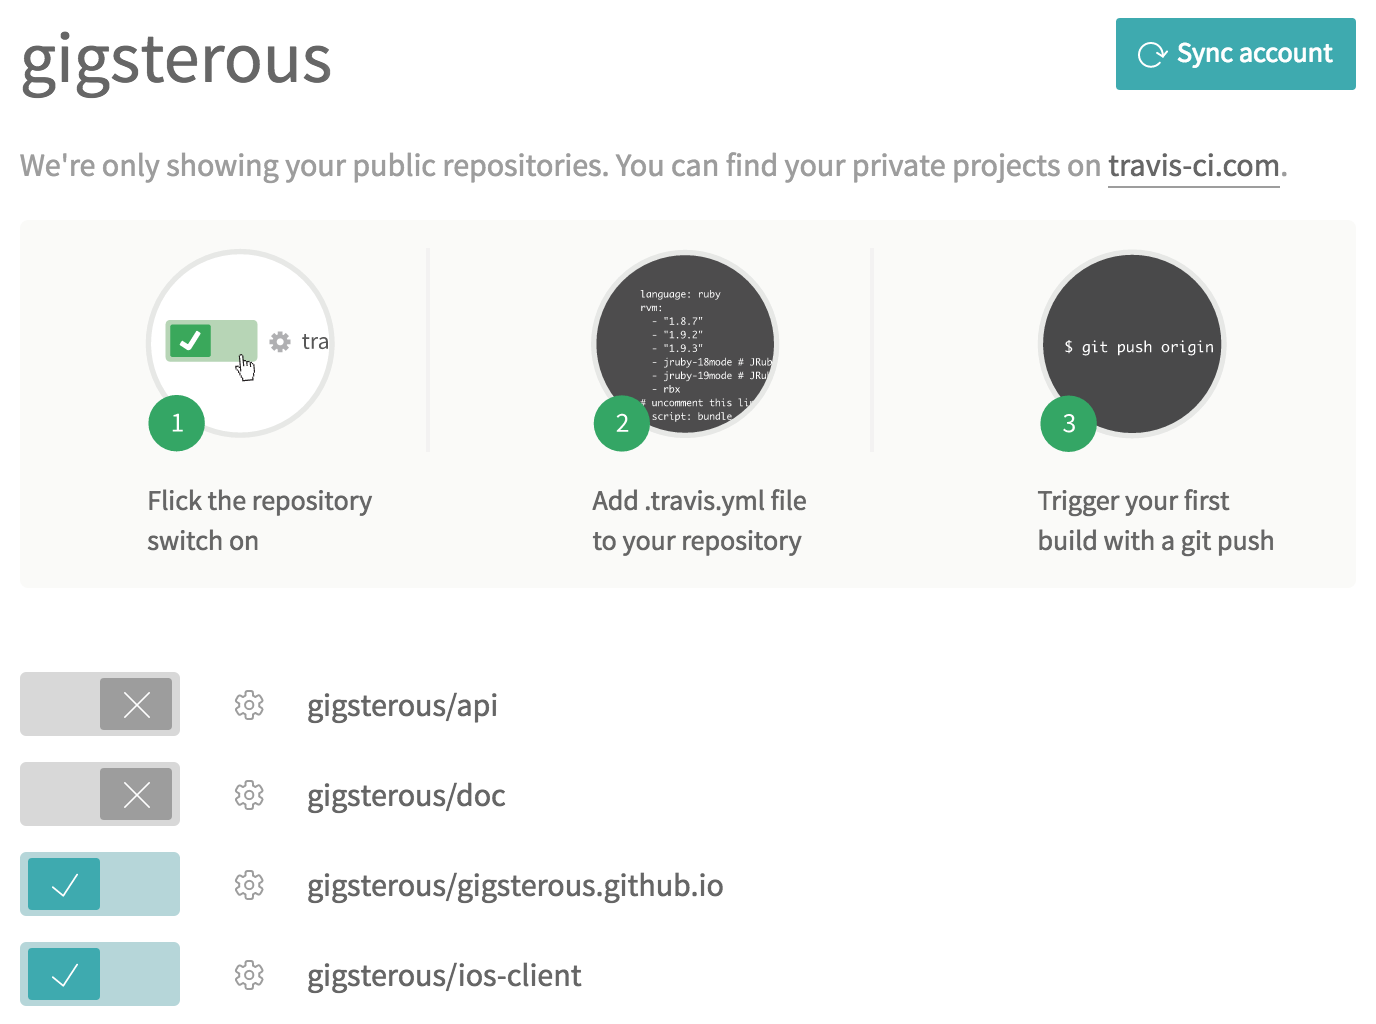 gigsterous
Sync account
We're only showing your public repositories. You can find your private projects on travis-ci.com.
tra
1
Flick the repository
switch on
language: ruby
rvm:
- "1.8.7"
- "1.9.2"
- "1.9.3"
- jruby-18mode # JRub
- jruby-19mode # JRu
- rbx
# uncomment this lin
script: bundle
2
Add .travis.yml file
to your repository
$ git push origin
3
Trigger your first
build with a git push
gigsterous/api
gigsterous/doc
gigsterous/gigsterous.github.io
gigsterous/ios-client